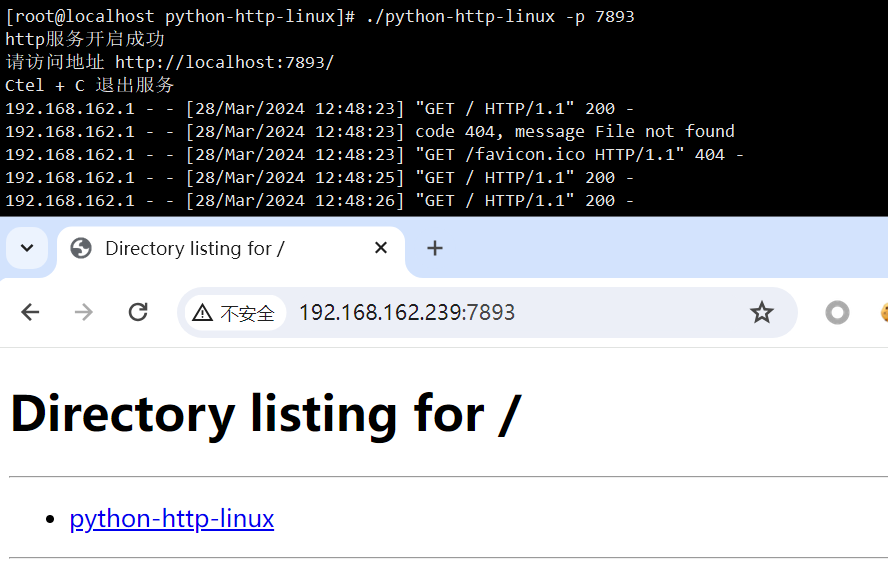 [root@localhost python-http-linux]# ./python-http-linux -p 7893
http服务开启成功
请访问地址 http://localhost:7893/
Ctel + C 退出服务
192.168.162.1 - - [28/Mar/2024 12:48:23] "GET / HTTP/1.1" 200 -
192.168.162.1 - - [28/Mar/2024 12:48:23] code 404, message File not found
192.168.162.1 - - [28/Mar/2024 12:48:23] "GET /favicon.ico HTTP/1.1" 404 -
192.168.162.1 - - [28/Mar/2024 12:48:25] "GET / HTTP/1.1" 200 -
192.168.162.1 - - [28/Mar/2024 12:48:26] "GET / HTTP/1.1" 200 -
Directory listing for /
不安全 192.168.162.239:7893
Directory listing for /
python-http-linux